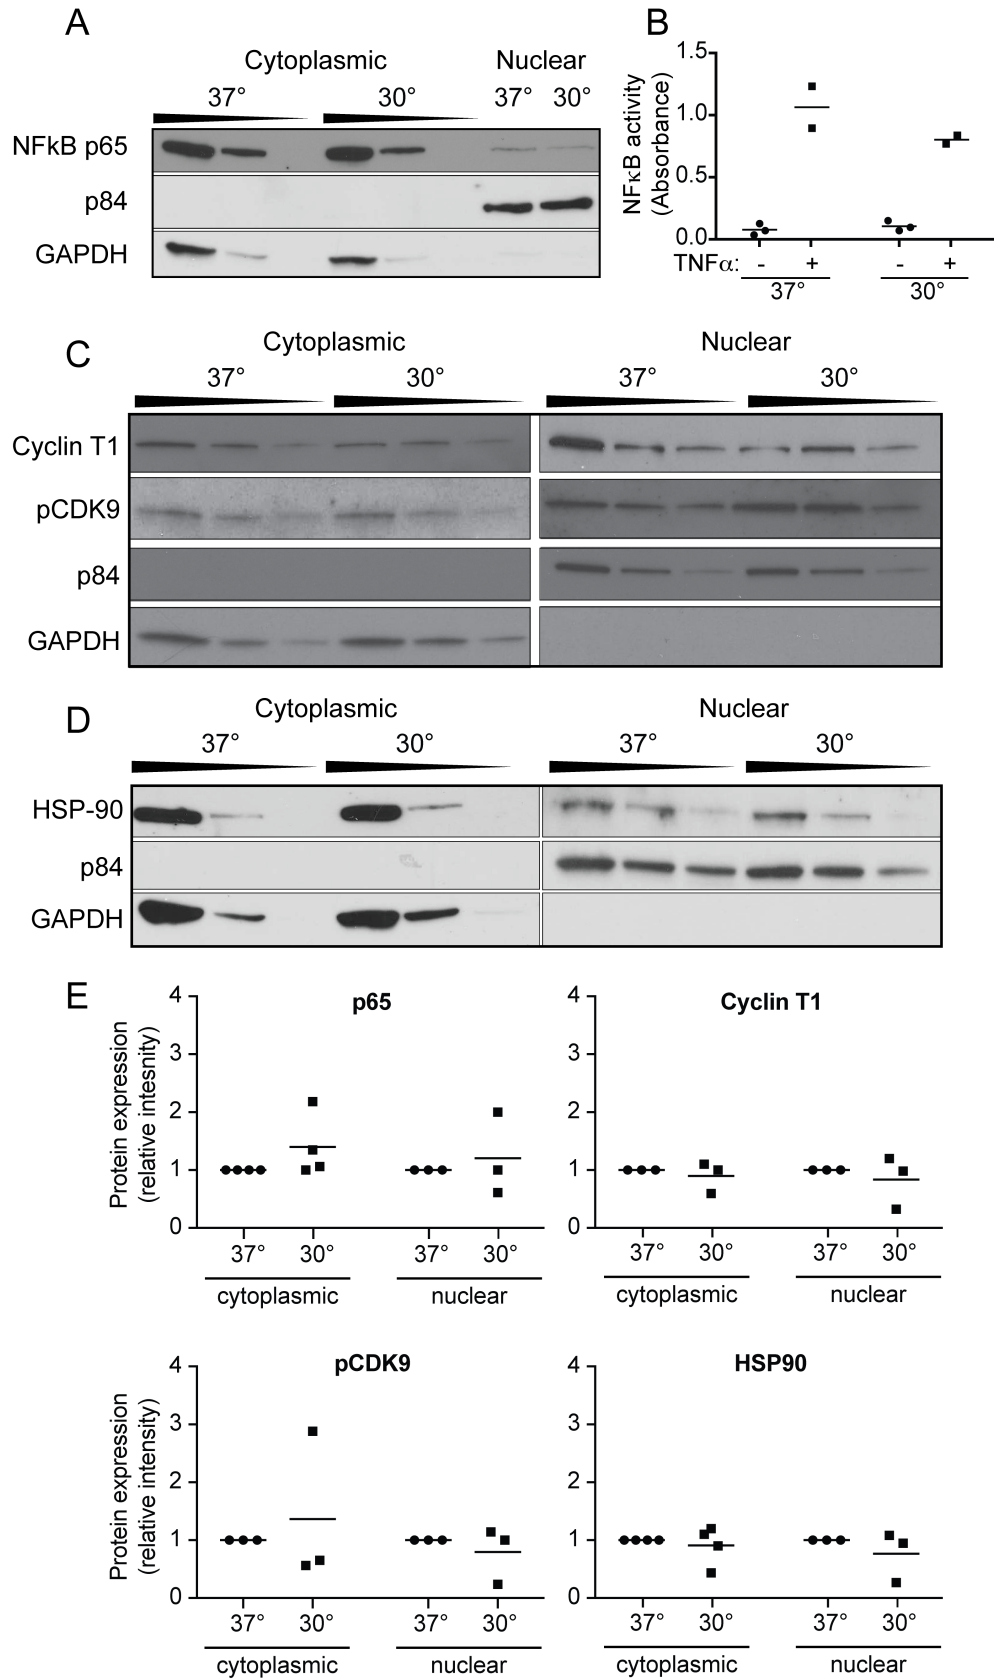 A
Cytoplasmic Nuclear
37° 30° 37° 30°
NFkB p65
p84
GAPDH
B
NFκB activity
(Absorbance)
1.5
1.0
0.5
0.0
TNFα: - + - +
37° 30°
C
Cytoplasmic Nuclear
37° 30° 37° 30°
Cyclin T1
pCDK9
p84
GAPDH
D
Cytoplasmic Nuclear
37° 30° 37° 30°
HSP-90
p84
GAPDH
E
p65
Protein expression
(relative intesnity)
4
3
2
1
0
37° 30° 37° 30°
cytoplasmic nuclear
Cyclin T1
4
3
2
1
0
37° 30° 37° 30°
cytoplasmic nuclear
pCDK9
Protein expression
(relative intensity)
4
3
2
1
0
37° 30° 37° 30°
cytoplasmic nuclear
HSP90
4
3
2
1
0
37° 30° 37° 30°
cytoplasmic nuclear